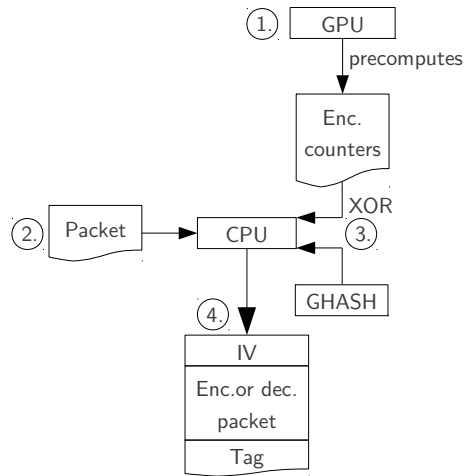 1.
GPU
precomputes
Enc.
counters
XOR
2.
Packet
CPU
3.
GHASH
4.
IV
Enc.or dec.
packet
Tag